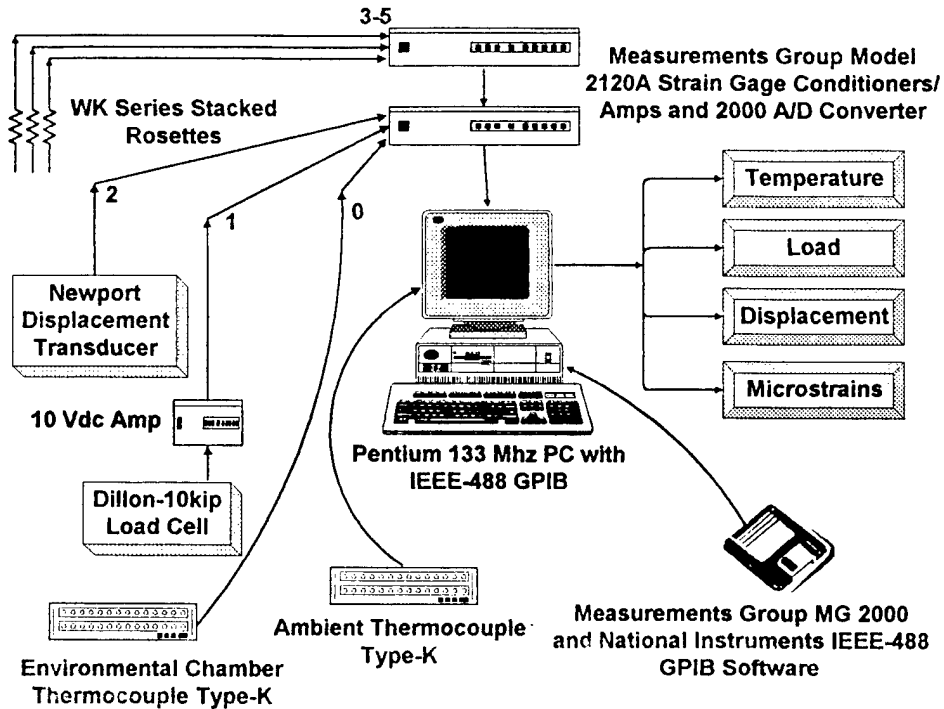 3-5
Measurements Group Model
2120A Strain Gage Conditioners/
Amps and 2000 A/D Converter
WK Series Stacked
Rosettes
2
1
0
Temperature
Load
Displacement
Microstrains
Newport
Displacement
Transducer
10 Vdc Amp
Dillon-10kip
Load Cell
Pentium 133 Mhz PC with
IEEE-488 GPIB
Environmental Chamber
Thermocouple Type-K
Ambient Thermocouple
Type-K
Measurements Group MG 2000
and National Instruments IEEE-488
GPIB Software